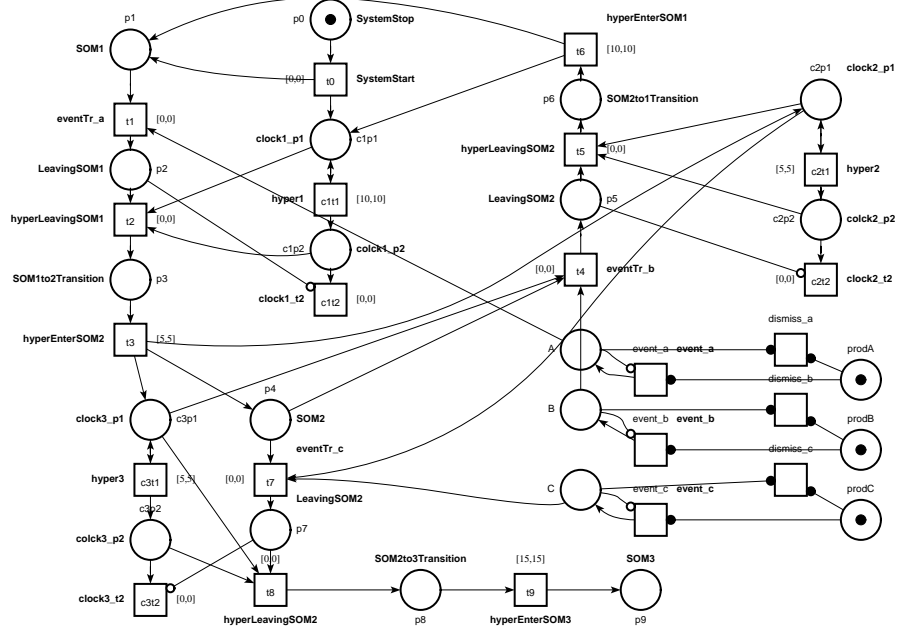 hyperEnterSOM1
p1
p0
SystemStop
SOM1
t6
[10,10]
c2p1
clock2_p1
[0,0]
t0
SystemStart
p6
SOM2to1Transition
eventTr_a
t1
[0,0]
clock1_p1
c1p1
hyperLeavingSOM2
t5
[0,0]
LeavingSOM1
p2
[5,5]
c2t1
hyper2
hyper1
c1t1
[10,10]
LeavingSOM2
p5
hyperLeavingSOM1
t2
[0,0]
c2p2
colck2_p2
c1p2
colck1_p2
SOM1to2Transition
p3
[0,0]
t4
eventTr_b
[0,0]
c2t2
clock2_t2
clock1_t2
c1t2
[0,0]
dismiss_a
hyperEnterSOM2
t3
[5,5]
A
event_a
event_a
prodA
dismiss_b
p4
B
event_b
event_b
prodB
clock3_p1
c3p1
SOM2
dismiss_c
eventTr_c
hyper3
c3t1
[5,5]
[0,0]
t7
C
event_c
event_c
prodC
LeavingSOM2
c3p2
colck3_p2
p7
[0,0]
SOM2to3Transition
[15,15]
SOM3
clock3_t2
c3t2
[0,0]
t8
t9
hyperLeavingSOM2
p8
hyperEnterSOM3
p9